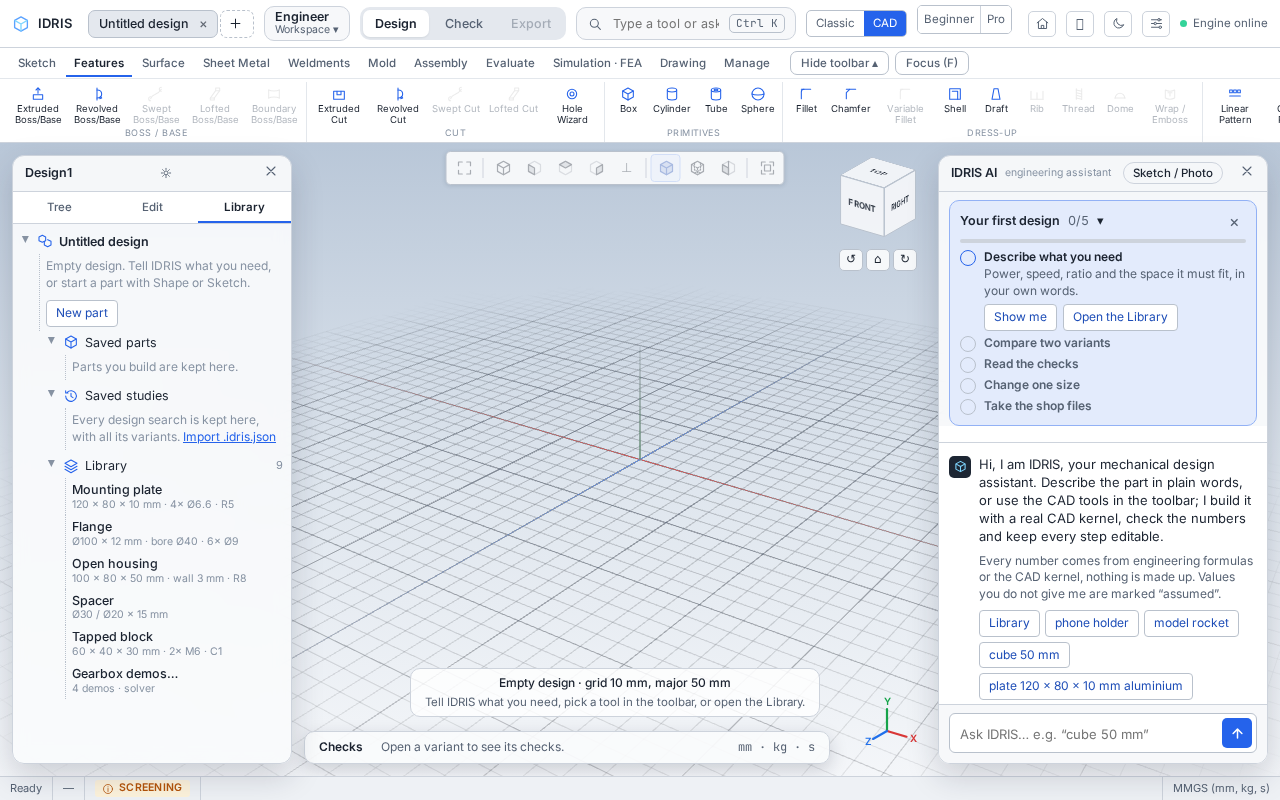 IDRIS
Untitled design ×
+
Engineer
Workspace ▾
Design
Check
Export
Type a tool or ask
Ctrl K
Classic
CAD
Beginner
Pro
Engine online
Sketch
Features
Surface
Sheet Metal
Weldments
Mold
Assembly
Evaluate
Simulation · FEA
Drawing
Manage
Hide toolbar ▴
Focus (F)
Extruded
Boss/Base
Revolved
Boss/Base
Swept
Boss/Base
Lofted
Boss/Base
Boundary
Boss/Base
BOSS / BASE
Extruded
Cut
Revolved
Cut
Swept Cut
Lofted Cut
Hole
Wizard
CUT
Box
Cylinder
Tube
Sphere
PRIMITIVES
Fillet
Chamfer
Variable
Fillet
Shell
Draft
Rib
Thread
Dome
Wrap /
Emboss
DRESS-UP
Linear
Pattern
Design1
Tree
Edit
Library
Untitled design
Empty design. Tell IDRIS what you need,
or start a part with Shape or Sketch.
New part
Saved parts
Parts you build are kept here.
Saved studies
Every design search is kept here,
with all its variants. Import .idris.json
Library
9
Mounting plate
120 × 80 × 10 mm · 4× Ø6.6 · R5
Flange
Ø100 × 12 mm · bore Ø40 · 6× Ø9
Open housing
100 × 80 × 50 mm · wall 3 mm · R8
Spacer
Ø30 / Ø20 × 15 mm
Tapped block
60 × 40 × 30 mm · 2× M6 · C1
Gearbox demos...
4 demos · solver
TOP
FRONT
RIGHT
Empty design · grid 10 mm, major 50 mm
Tell IDRIS what you need, pick a tool in the toolbar, or open the Library.
Checks
Open a variant to see its checks.
mm · kg · s
Y
X
Z
IDRIS AI
engineering assistant
Sketch / Photo
Your first design 0/5 ▾
×
Describe what you need
Power, speed, ratio and the space it must fit, in
your own words.
Show me
Open the Library
Compare two variants
Read the checks
Change one size
Take the shop files
Hi, I am IDRIS, your mechanical design
assistant. Describe the part in plain words,
or use the CAD tools in the toolbar; I build it
with a real CAD kernel, check the numbers
and keep every step editable.
Every number comes from engineering formulas
or the CAD kernel, nothing is made up. Values
you do not give me are marked “assumed”.
Library
phone holder
model rocket
cube 50 mm
plate 120 × 80 × 10 mm aluminium
Ask IDRIS... e.g. “cube 50 mm”
Ready
—
SCREENING
MMGS (mm, kg, s)